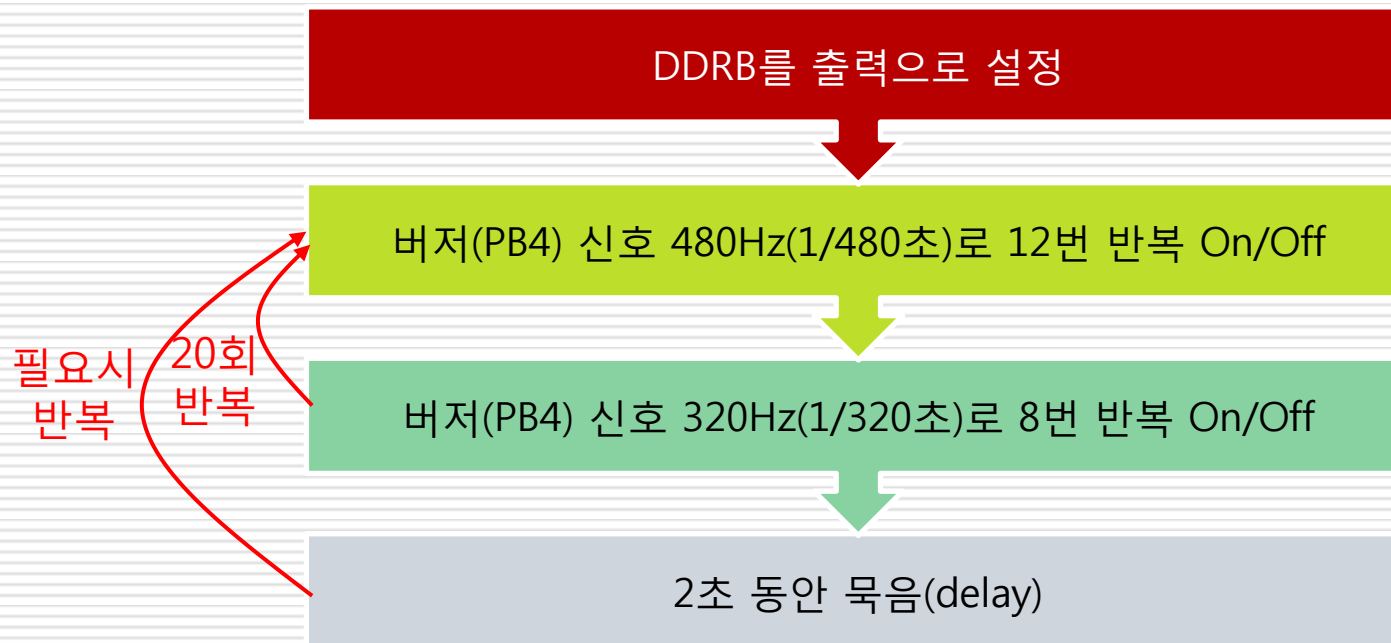 DDRB를 출력으로 설정
버저(PB4) 신호 480Hz(1/480초)로 12번 반복 On/Off
필요시
반복
20회
반복
버저(PB4) 신호 320Hz(1/320초)로 8번 반복 On/Off
2초 동안 묵음(delay)